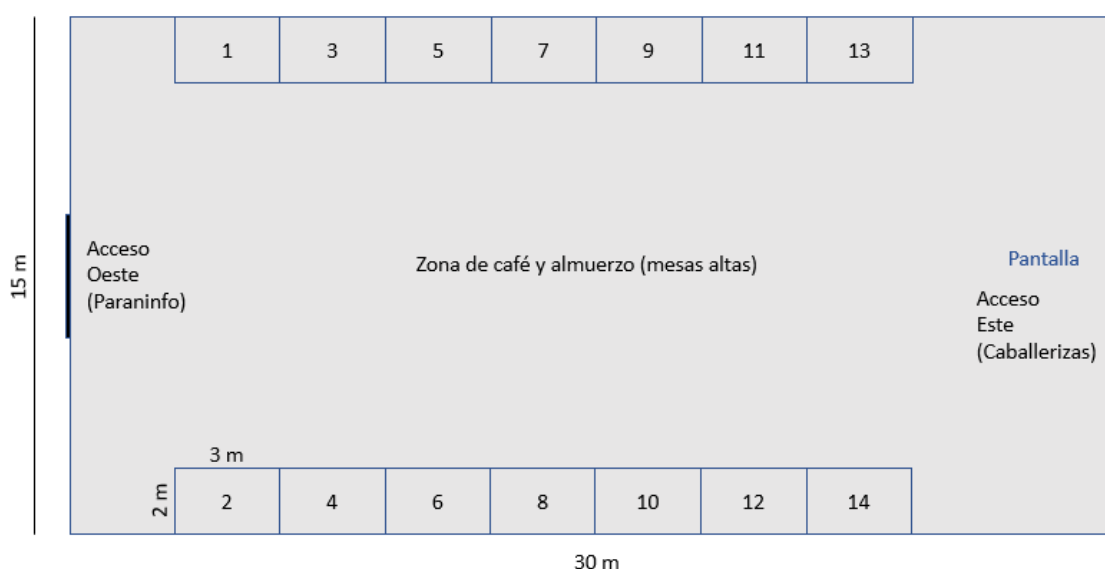 1 3 5 7 9 11 13
15 m
Acceso
Oeste
(Paraninfo)
Zona de café y almuerzo (mesas altas)
Pantalla
Acceso
Este
(Caballerizas)
3 m
2 m
2 4 6 8 10 12 14
30 m